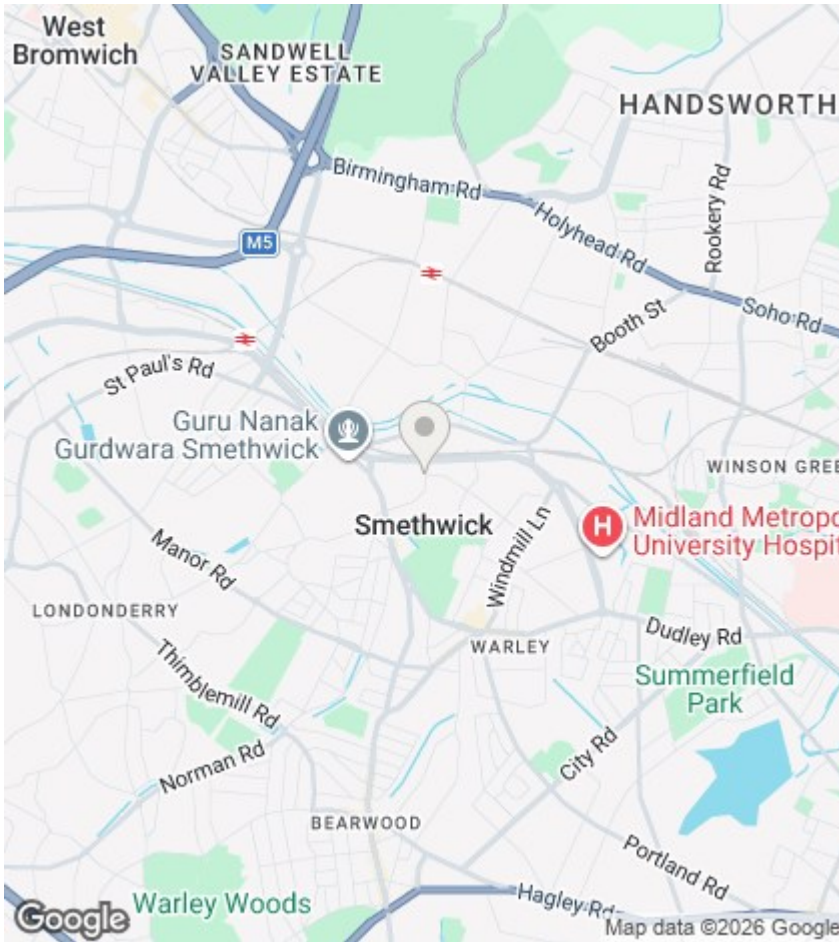 West
Bromwich
SANDWELL
VALLEY ESTATE
HANDSWORTH
Birmingham Rd
Rookery Rd
Holyhead Rd
M5
Soho Rd
Booth St
St Paul's Rd
Guru Nanak
Gurdwara Smethwick
WINSON GREE
Smethwick
H
Midland Metropo
University Hospit
Windmill Ln
Manor Rd
LONDONDERRY
Dudley Rd
WARLEY
Summerfield
Park
Thimblemill Rd
City Rd
Norman Rd
BEARWOOD
Portland Rd
Warley Woods
Hagley Rd
Google
Map data ©2026 Google